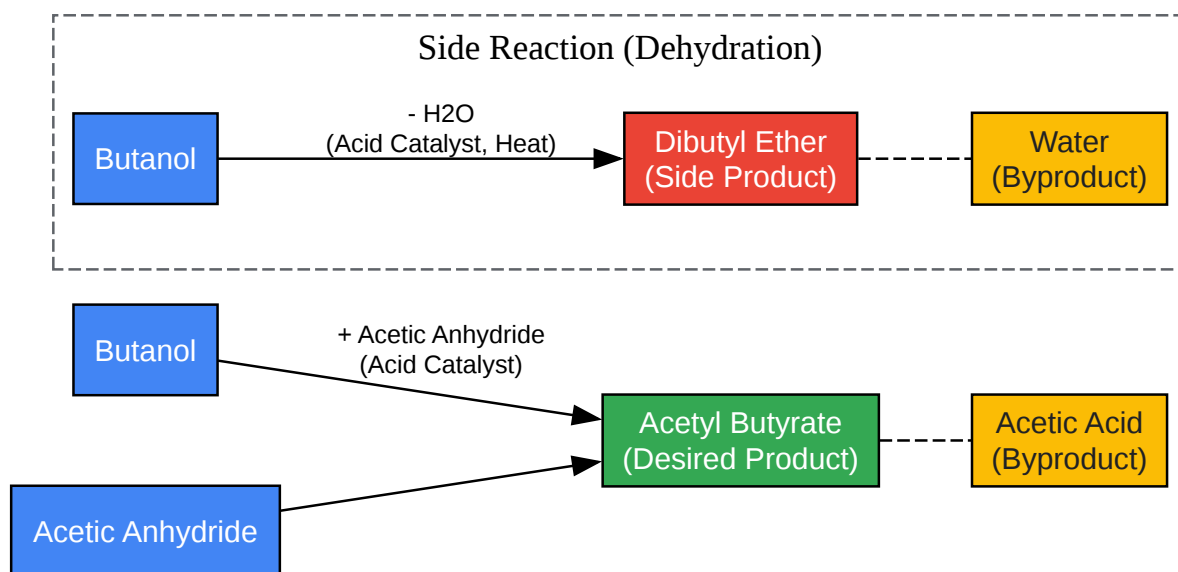 Side Reaction (Dehydration)
Butanol
- H2O
(Acid Catalyst, Heat)
Dibutyl Ether
(Side Product)
Water
(Byproduct)
Butanol
+ Acetic Anhydride
(Acid Catalyst)
Acetyl Butyrate
(Desired Product)
Acetic Acid
(Byproduct)
Acetic Anhydride